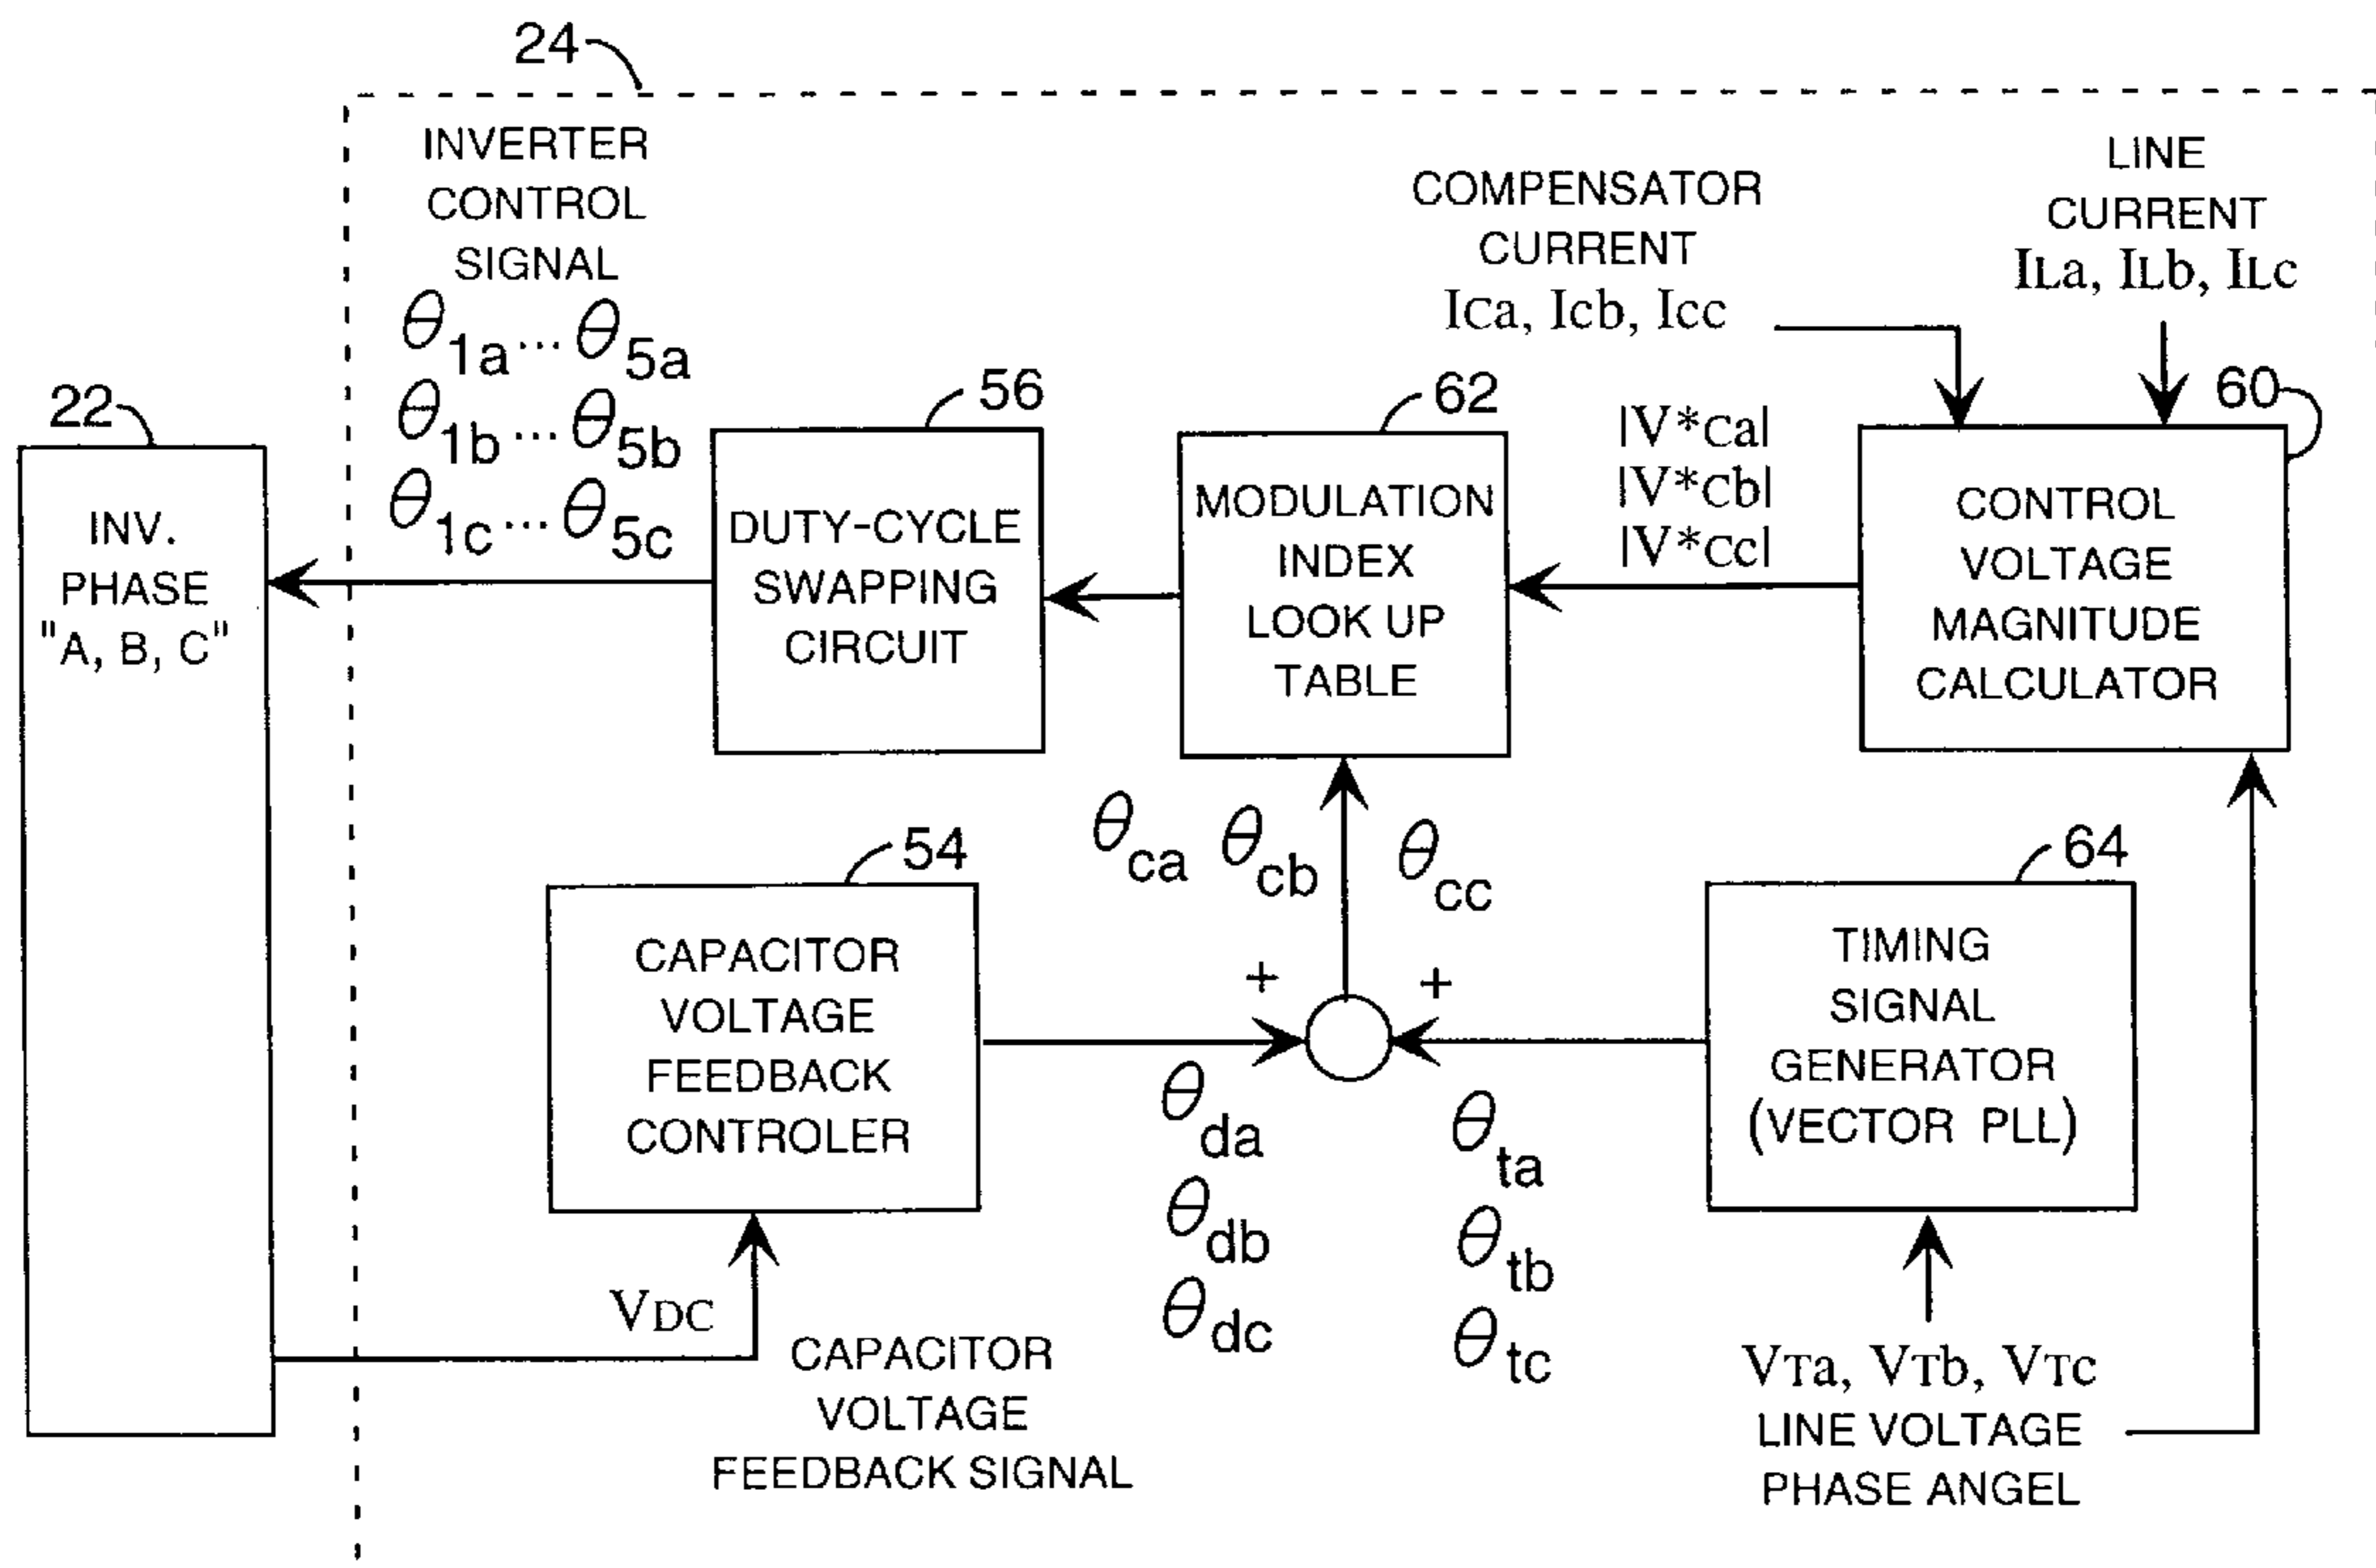 24
INVERTER
CONTROL
SIGNAL
θ1a ... θ5a
θ1b ... θ5b
θ1c ... θ5c
COMPENSATOR
CURRENT
ICa, Icb, Icc
LINE
CURRENT
ILa, ILb, ILc
22
INV.
PHASE
"A, B, C"
56
DUTY-CYCLE
SWAPPING
CIRCUIT
62
MODULATION
INDEX
LOOK UP
TABLE
|V*ca|
|V*cb|
|V*cc|
60
CONTROL
VOLTAGE
MAGNITUDE
CALCULATOR
θca θcb θcc
54
CAPACITOR
VOLTAGE
FEEDBACK
CONTROLER
+
+
64
TIMING
SIGNAL
GENERATOR
(VECTOR PLL)
θda
θdb
θdc
θta
θtb
θtc
VDC
CAPACITOR
VOLTAGE
FEEDBACK SIGNAL
VTa, VTb, VTc
LINE VOLTAGE
PHASE ANGEL